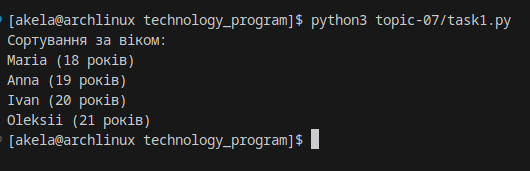 [akela@archlinux technology_program]$ python3 topic-07/task1.py
Сортування за віком:
Maria (18 років)
Anna (19 років)
Ivan (20 років)
Oleksii (21 років)
[akela@archlinux technology_program]$